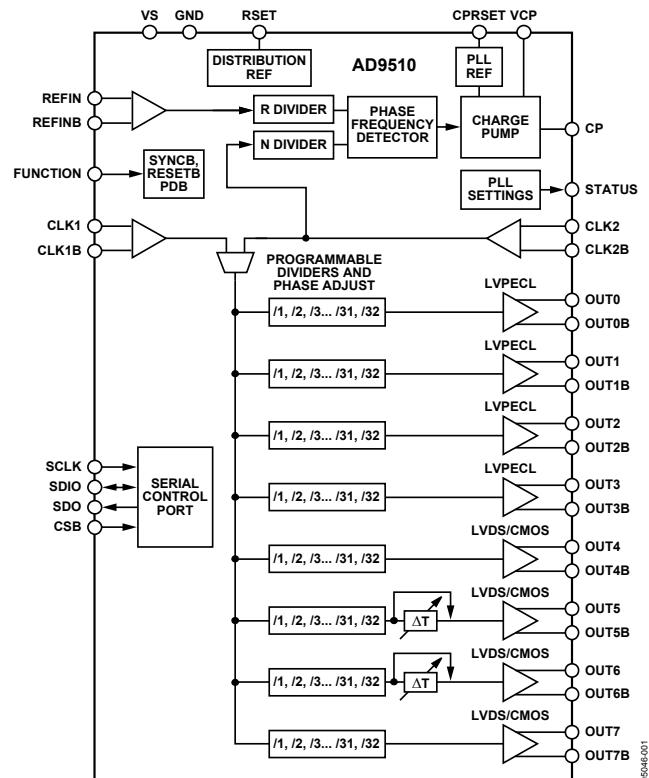 VS GND RSET CPRSET VCP
DISTRIBUTION
REF
AD9510
PLL
REF
REFIN
REFINB
R DIVIDER
N DIVIDER
PHASE
FREQUENCY
DETECTOR
CHARGE
PUMP
CP
FUNCTION
SYNCB,
RESETB
PDB
PLL
SETTINGS
STATUS
CLK1
CLK1B
CLK2
CLK2B
PROGRAMMABLE
DIVIDERS AND
PHASE ADJUST
LVPECL
/1, /2, /3... /31, /32
OUT0
OUT0B
LVPECL
/1, /2, /3... /31, /32
OUT1
OUT1B
LVPECL
/1, /2, /3... /31, /32
OUT2
OUT2B
SCLK
SDIO
SDO
CSB
SERIAL
CONTROL
PORT
LVPECL
/1, /2, /3... /31, /32
OUT3
OUT3B
LVDS/CMOS
/1, /2, /3... /31, /32
OUT4
OUT4B
LVDS/CMOS
/1, /2, /3... /31, /32
ΔT
OUT5
OUT5B
LVDS/CMOS
/1, /2, /3... /31, /32
ΔT
OUT6
OUT6B
LVDS/CMOS
/1, /2, /3... /31, /32
OUT7
OUT7B
05046-001